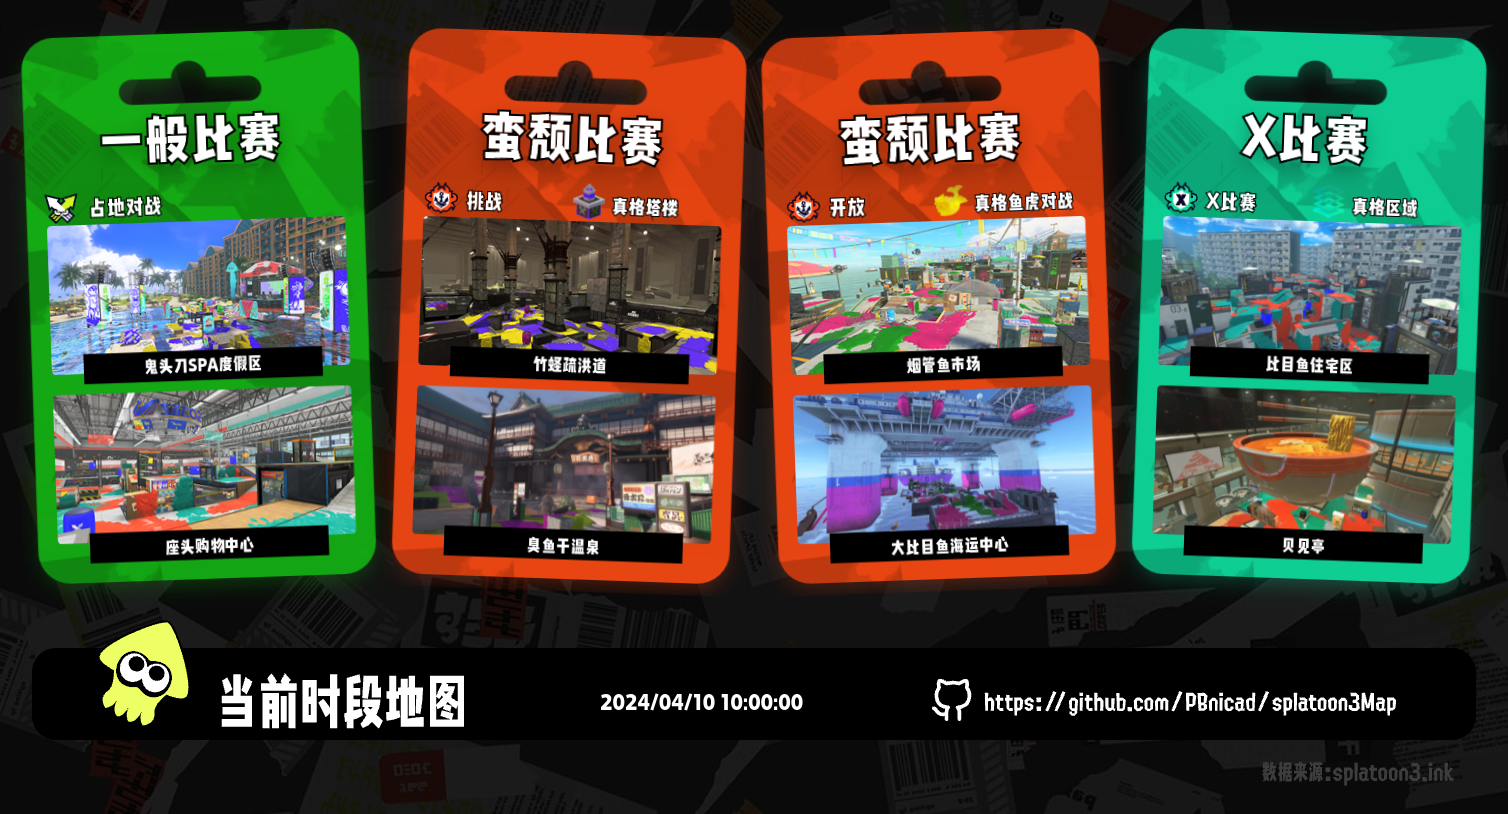 一般比赛
占地对战
鬼头刀SPA度假区
座头购物中心
蛮颓比赛
挑战
真格塔楼
竹蛏疏洪道
臭鱼干温泉
蛮颓比赛
开放
真格鱼虎对战
烟管鱼市场
大比目鱼海运中心
X比赛
X比赛
真格区域
比目鱼住宅区
贝见亭
当前时段地图
2024/04/10 10:00:00
https://github.com/PBnicad/splatoon3Map
数据来源:splatoon3.ink